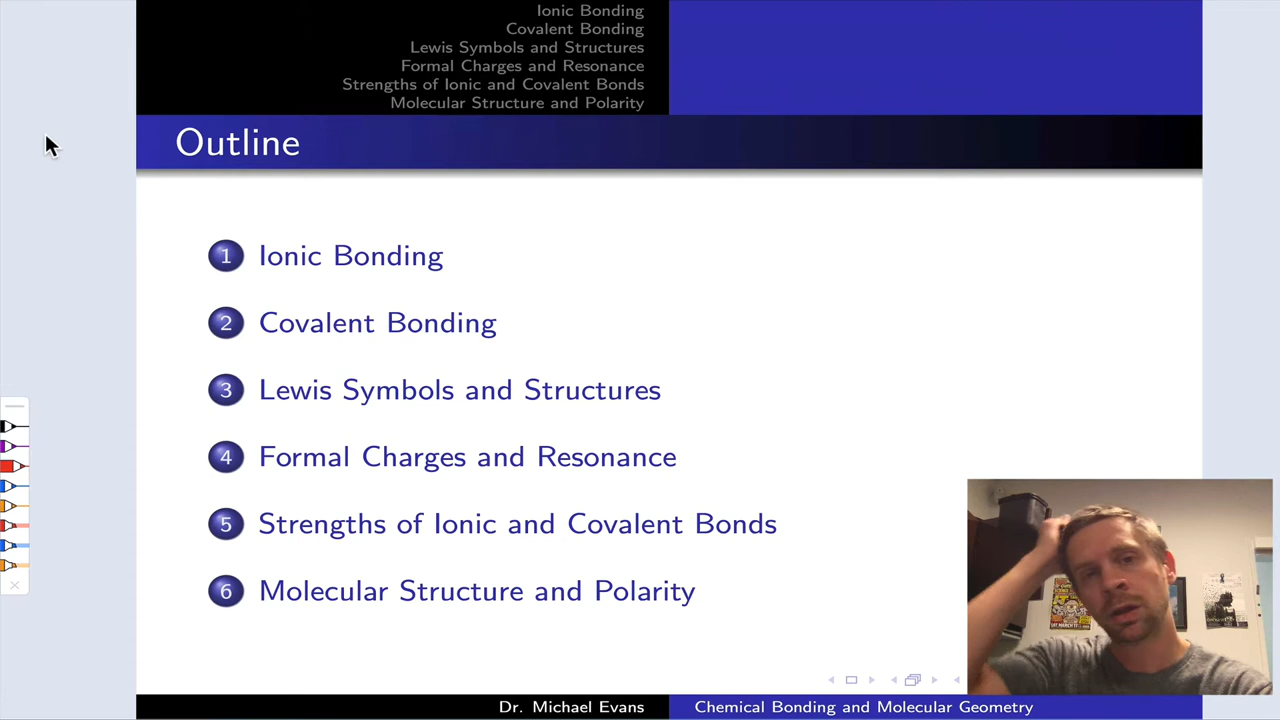 Ionic Bonding
Covalent Bonding
Lewis Symbols and Structures
Formal Charges and Resonance
Strengths of Ionic and Covalent Bonds
Molecular Structure and Polarity
Outline
1 Ionic Bonding
2 Covalent Bonding
3 Lewis Symbols and Structures
4 Formal Charges and Resonance
5 Strengths of Ionic and Covalent Bonds
6 Molecular Structure and Polarity
Dr. Michael Evans
Chemical Bonding and Molecular Geometry